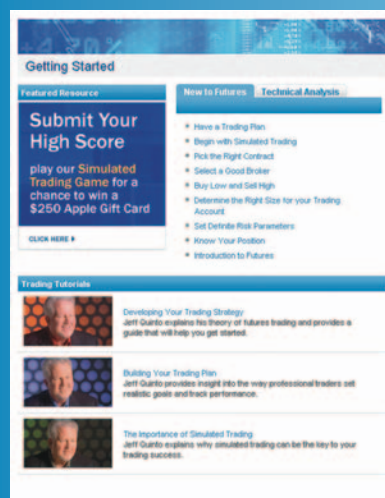 4.70%
Getting Started
Featured Resource
Submit Your
High Score
play our Simulated
Trading Game for a
chance to win a
$250 Apple Gift Card
CLICK HERE
New to Futures
Technical Analysis
Have a Trading Plan
Begin with Simulated Trading
Pick the Right Contract
Select a Good Broker
Buy Low and Sell High
Determine the Right Size for your Trading
Account
Set Definite Risk Parameters
Know Your Position
Introduction to Futures
Trading Tutorials
Developing Your Trading Strategy
Jeff Quinto explains his theory of futures trading and provides a
guide that will help you get started.
Building Your Trading Plan
Jeff Quinto provides insight into the way professional traders set
realistic goals and track performance.
The Importance of Simulated Trading
Jeff Quinto explains why simulated trading can be the key to your
trading success.